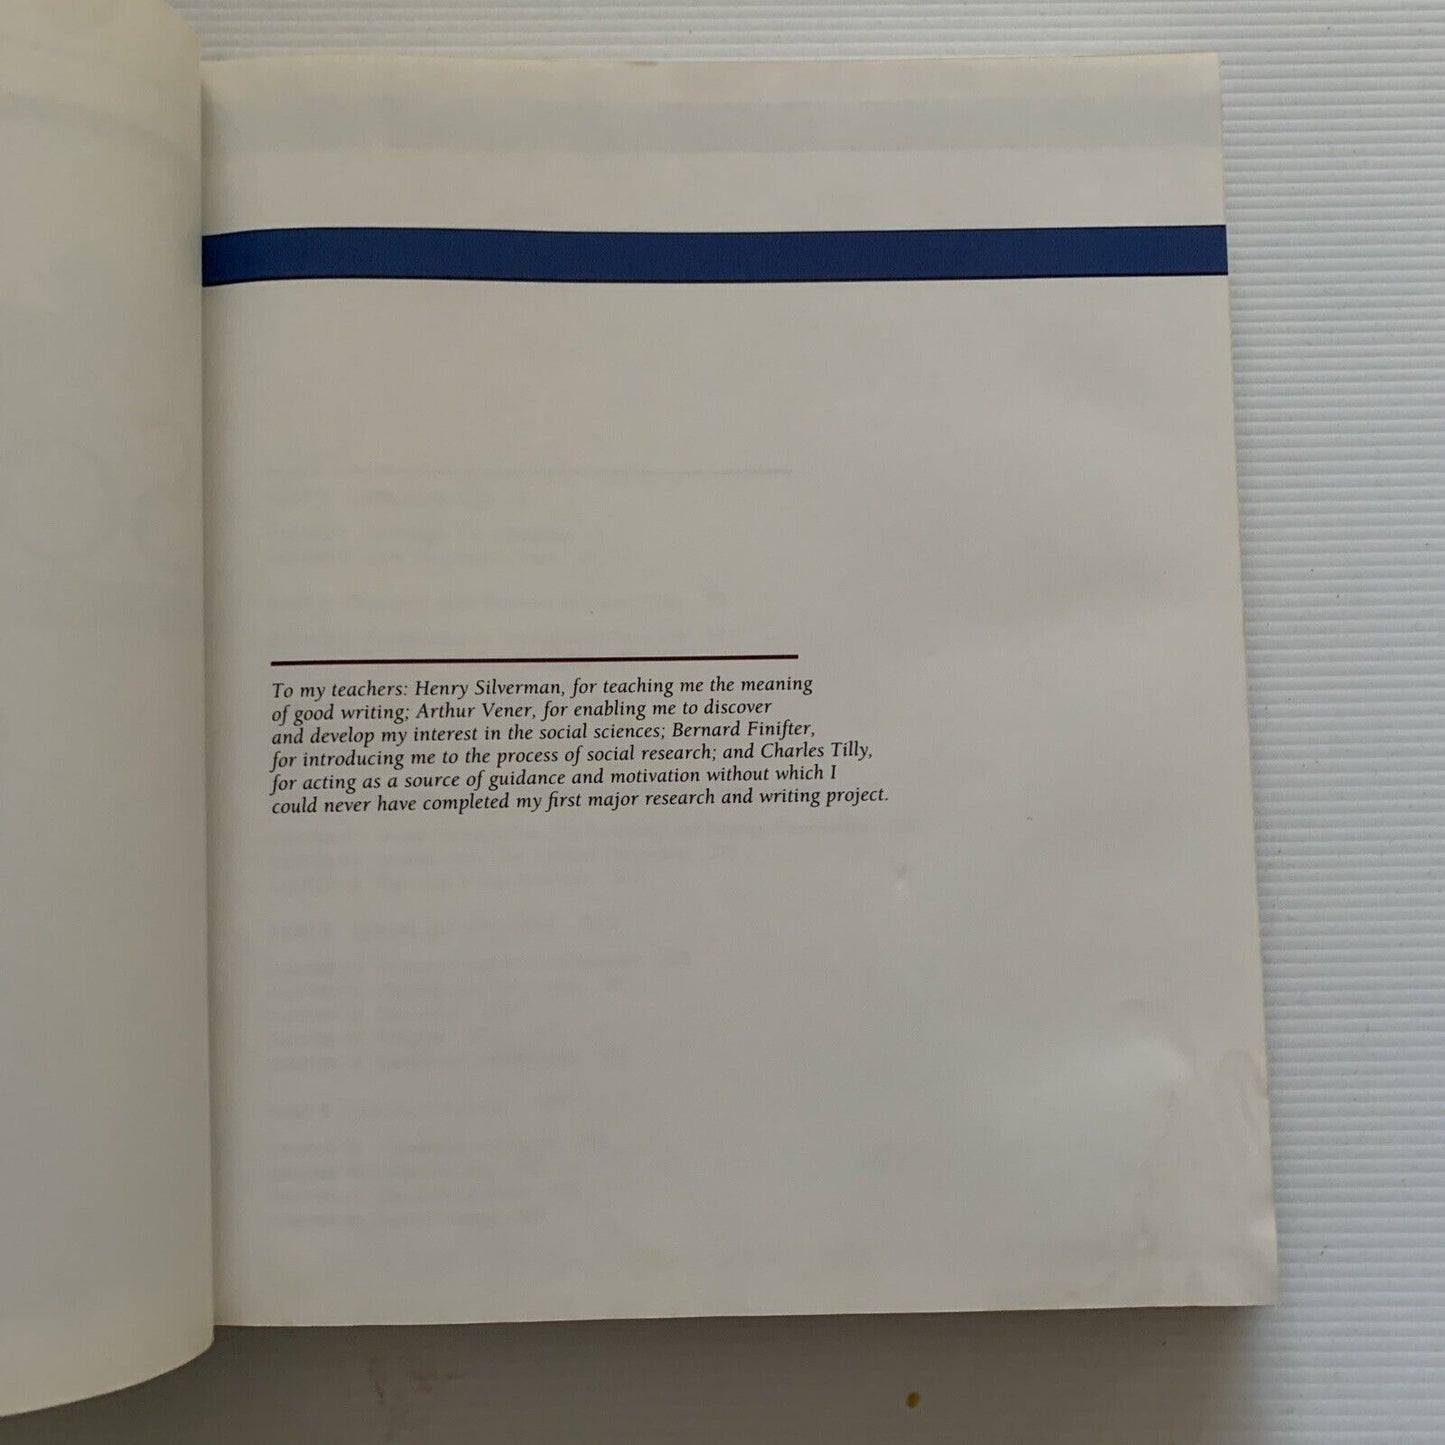 To my teachers: Henry Silverman, for teaching me the meaning
of good writing; Arthur Vener, for enabling me to discover
and develop my interest in the social sciences; Bernard Finifter,
for introducing me to the process of social research; and Charles Tilly,
for acting as a source of guidance and motivation without which I
could never have completed my first major research and writing project.